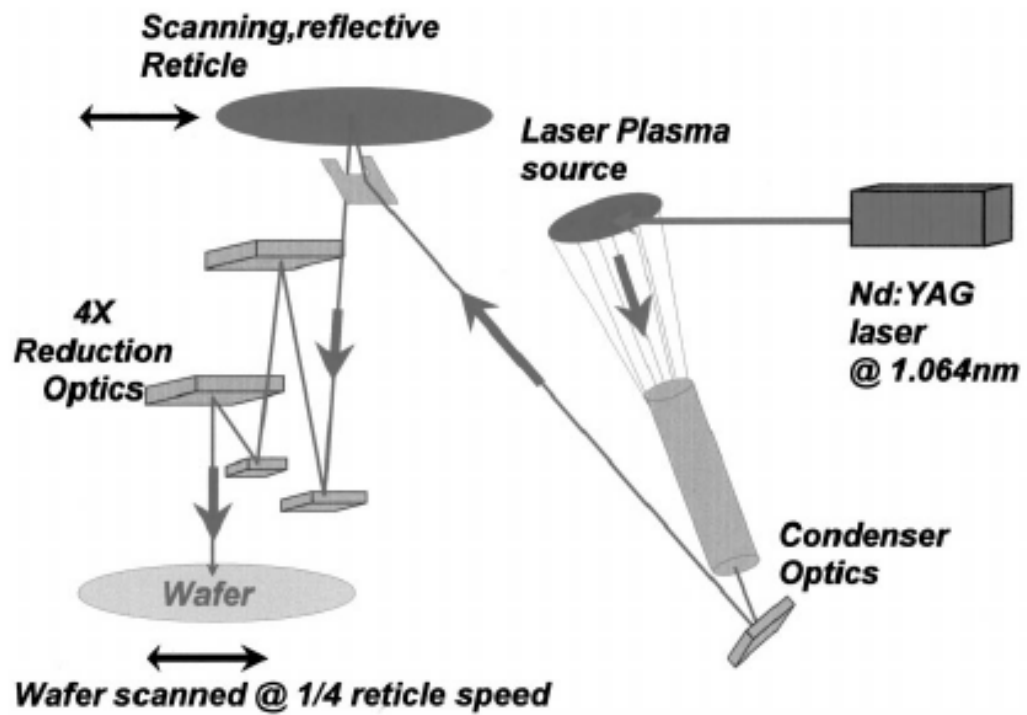 Scanning,reflective
Reticle
Laser Plasma
source
Nd:YAG
laser
@ 1.064nm
4X
Reduction
Optics
Condenser
Optics
Wafer
Wafer scanned @ 1/4 reticle speed